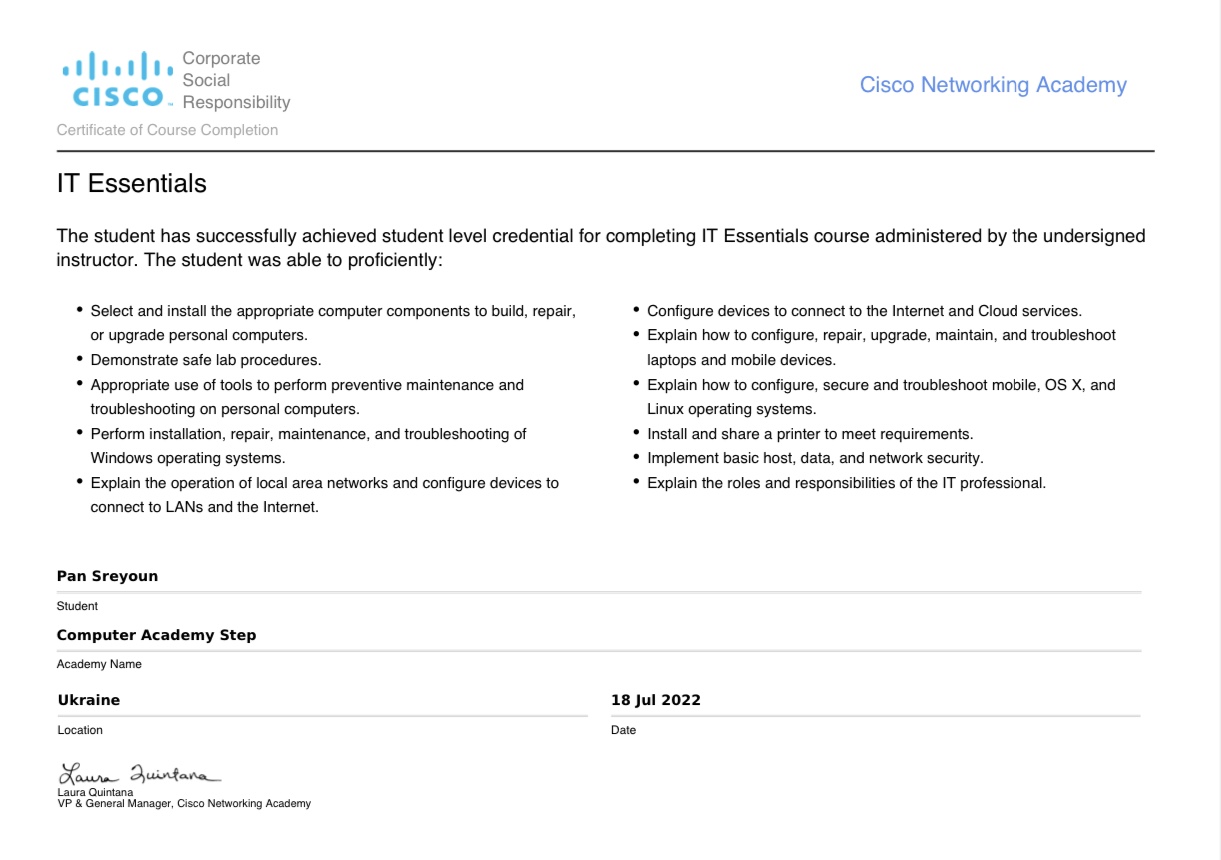 Corporate
Social
Responsibility
CISCO™
Cisco Networking Academy
Certificate of Course Completion
IT Essentials
The student has successfully achieved student level credential for completing IT Essentials course administered by the undersigned
instructor. The student was able to proficiently:
• Select and install the appropriate computer components to build, repair,
or upgrade personal computers.
• Demonstrate safe lab procedures.
• Appropriate use of tools to perform preventive maintenance and
troubleshooting on personal computers.
• Perform installation, repair, maintenance, and troubleshooting of
Windows operating systems.
• Explain the operation of local area networks and configure devices to
connect to LANs and the Internet.
• Configure devices to connect to the Internet and Cloud services.
• Explain how to configure, repair, upgrade, maintain, and troubleshoot
laptops and mobile devices.
• Explain how to configure, secure and troubleshoot mobile, OS X, and
Linux operating systems.
• Install and share a printer to meet requirements.
• Implement basic host, data, and network security.
• Explain the roles and responsibilities of the IT professional.
Pan Sreyoun
Student
Computer Academy Step
Academy Name
Ukraine
Location
18 Jul 2022
Date
Laura Quintana
Laura Quintana
VP & General Manager, Cisco Networking Academy